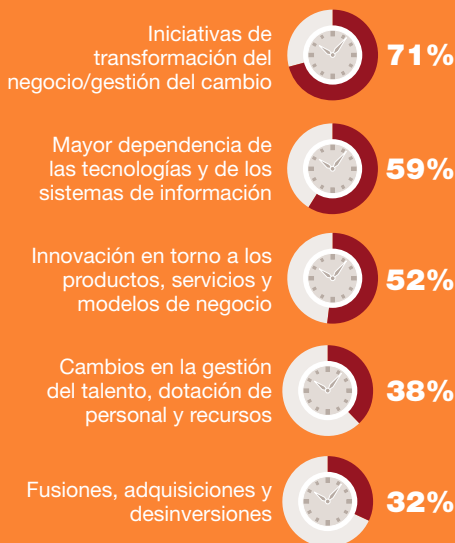 Iniciativas de
transformación del
negocio/gestión del cambio
71%
Mayor dependencia de
las tecnologías y de los
sistemas de información
59%
Innovación en torno a los
productos, servicios y
modelos de negocio
52%
Cambios en la gestión
del talento, dotación de
personal y recursos
38%
Fusiones, adquisiciones y
desinversiones
32%